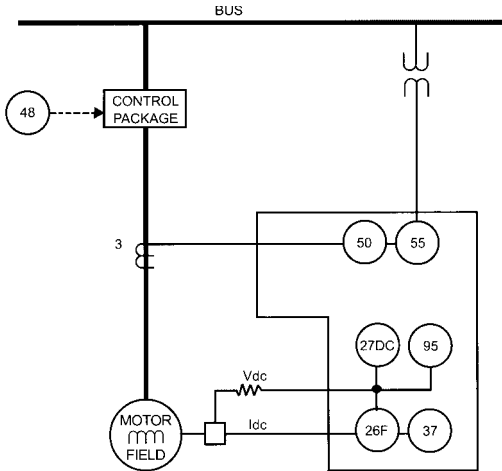 BUS
48
CONTROL
PACKAGE
3
50
55
27DC
95
Vdc
MOTOR
FIELD
Idc
26F
37